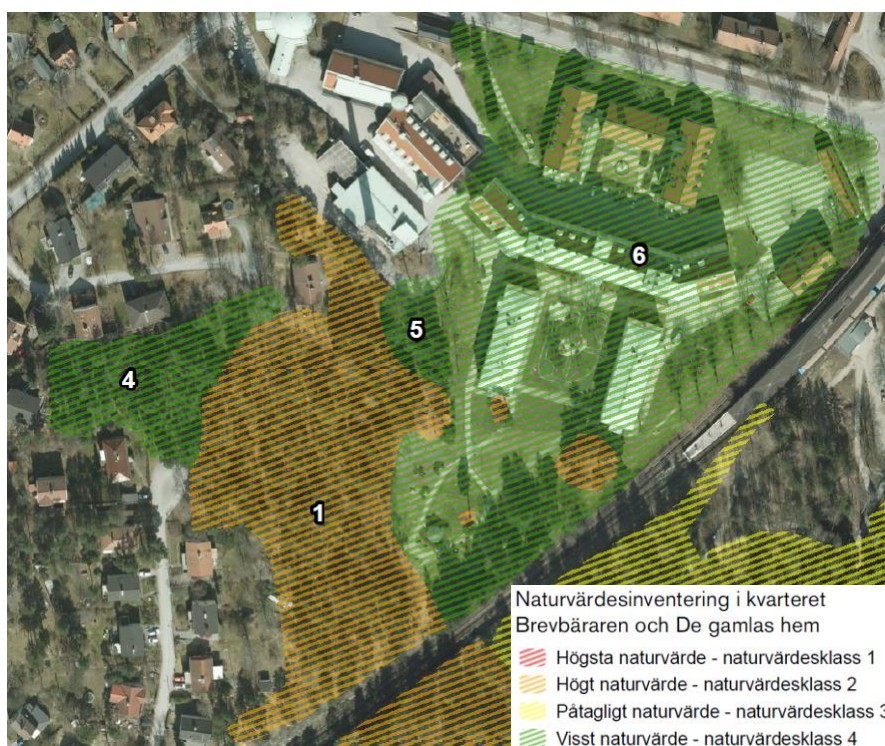 6
5
4
1
Naturvärdesinventering i kvarteret
Brevbäraren och De gamlas hem
Högsta naturvärde - naturvärdesklass 1
Högt naturvärde - naturvärdesklass 2
Påtagligt naturvärde - naturvärdesklass 3
Visst naturvärde - naturvärdesklass 4